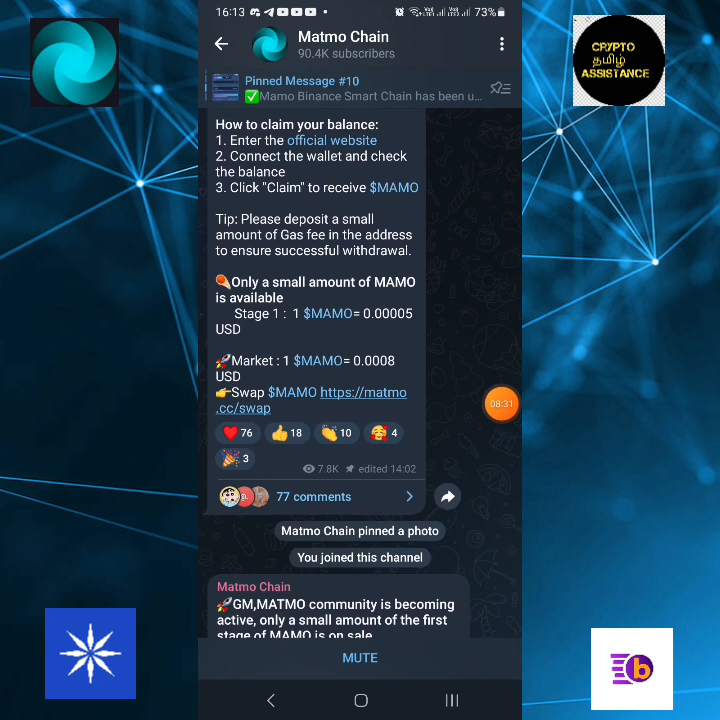 16:13
73%
Matmo Chain
90.4K subscribers
CRYPTO
தமிழ்
ASSISTANCE
Pinned Message #10
✅Mamo Binance Smart Chain has been u...
How to claim your balance:
1. Enter the official website
2. Connect the wallet and check
the balance
3. Click "Claim" to receive $MAMO
Tip: Please deposit a small
amount of Gas fee in the address
to ensure successful withdrawal.
Only a small amount of MAMO
is available
Stage 1 : 1 $MAMO= 0.00005
USD
🚀Market : 1 $MAMO= 0.0008
USD
👉Swap $MAMO https://matmo
.cc/swap
08:31
❤️76 👍18 👏10 🥰4
🎉3
7.8K edited 14:02
77 comments
Matmo Chain pinned a photo
You joined this channel
Matmo Chain
🚀GM,MATMO community is becoming
active, only a small amount of the first
stage of MAMO is on sale
MUTE
b